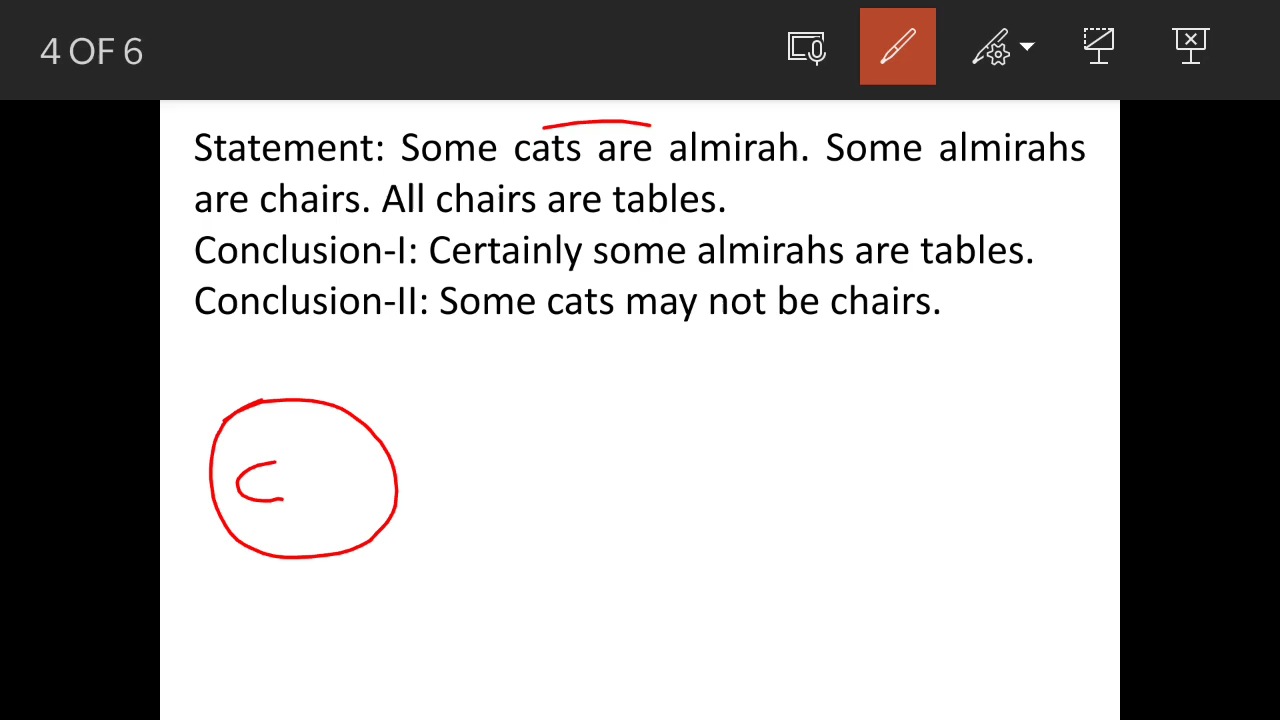 4 OF 6
Statement: Some cats are almirah. Some almirahs
are chairs. All chairs are tables.
Conclusion-I: Certainly some almirahs are tables.
Conclusion-II: Some cats may not be chairs.
C